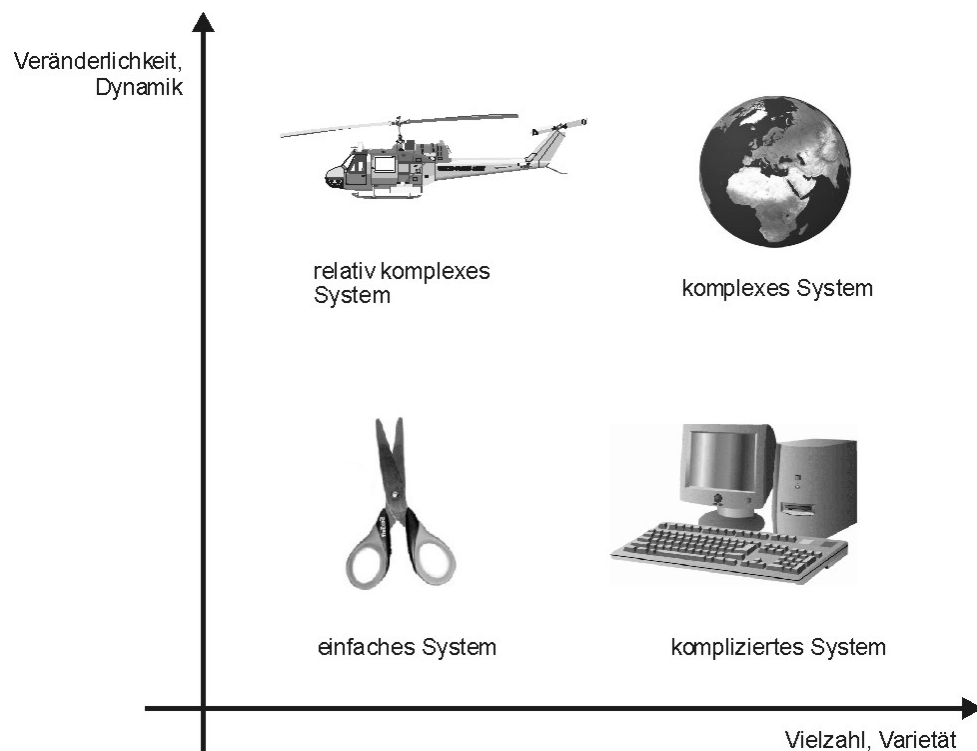 Veränderlichkeit,
Dynamik
relativ komplexes
System
komplexes System
einfaches System
kompliziertes System
Vielzahl, Varietät